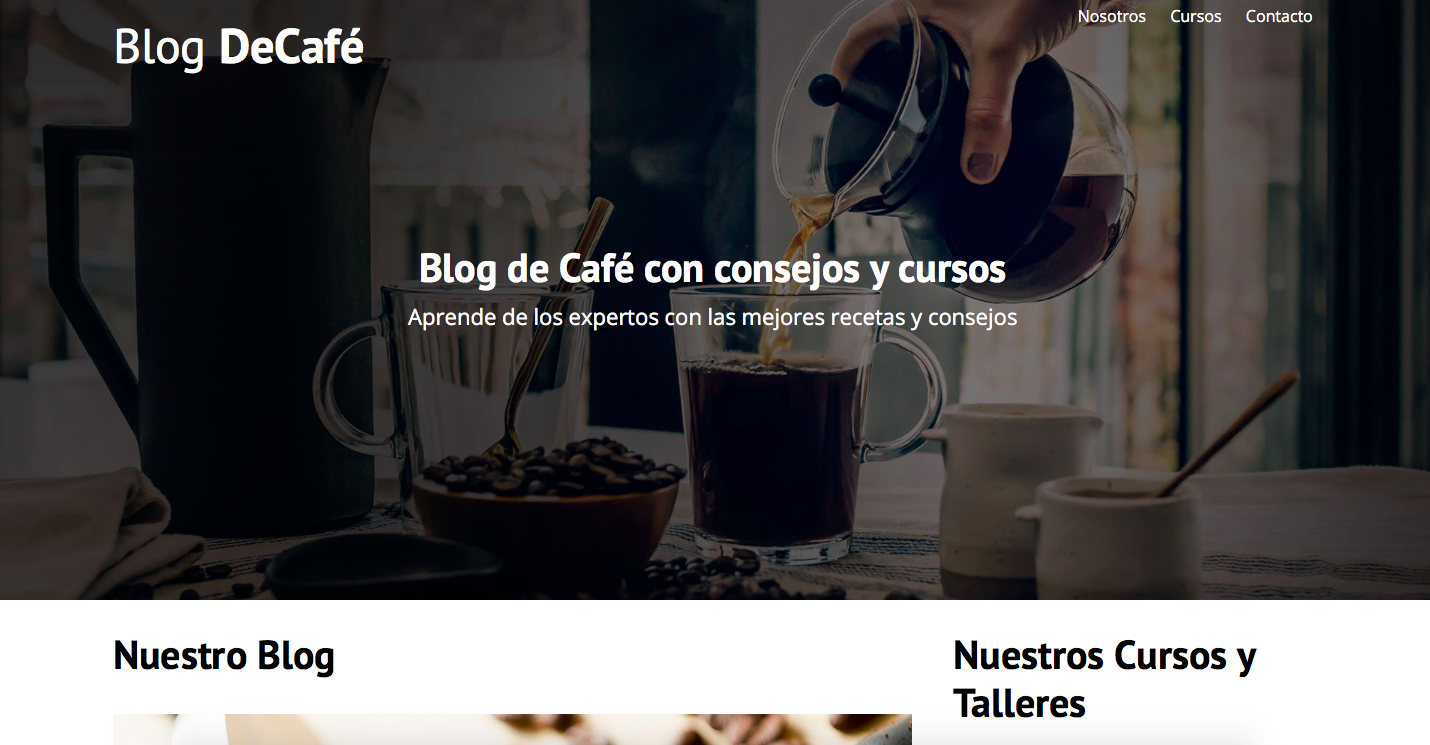 Blog DeCafé
Nosotros Cursos Contacto
Blog de Café con consejos y cursos
Aprende de los expertos con las mejores recetas y consejos
Nuestro Blog
Nuestros Cursos y
Talleres